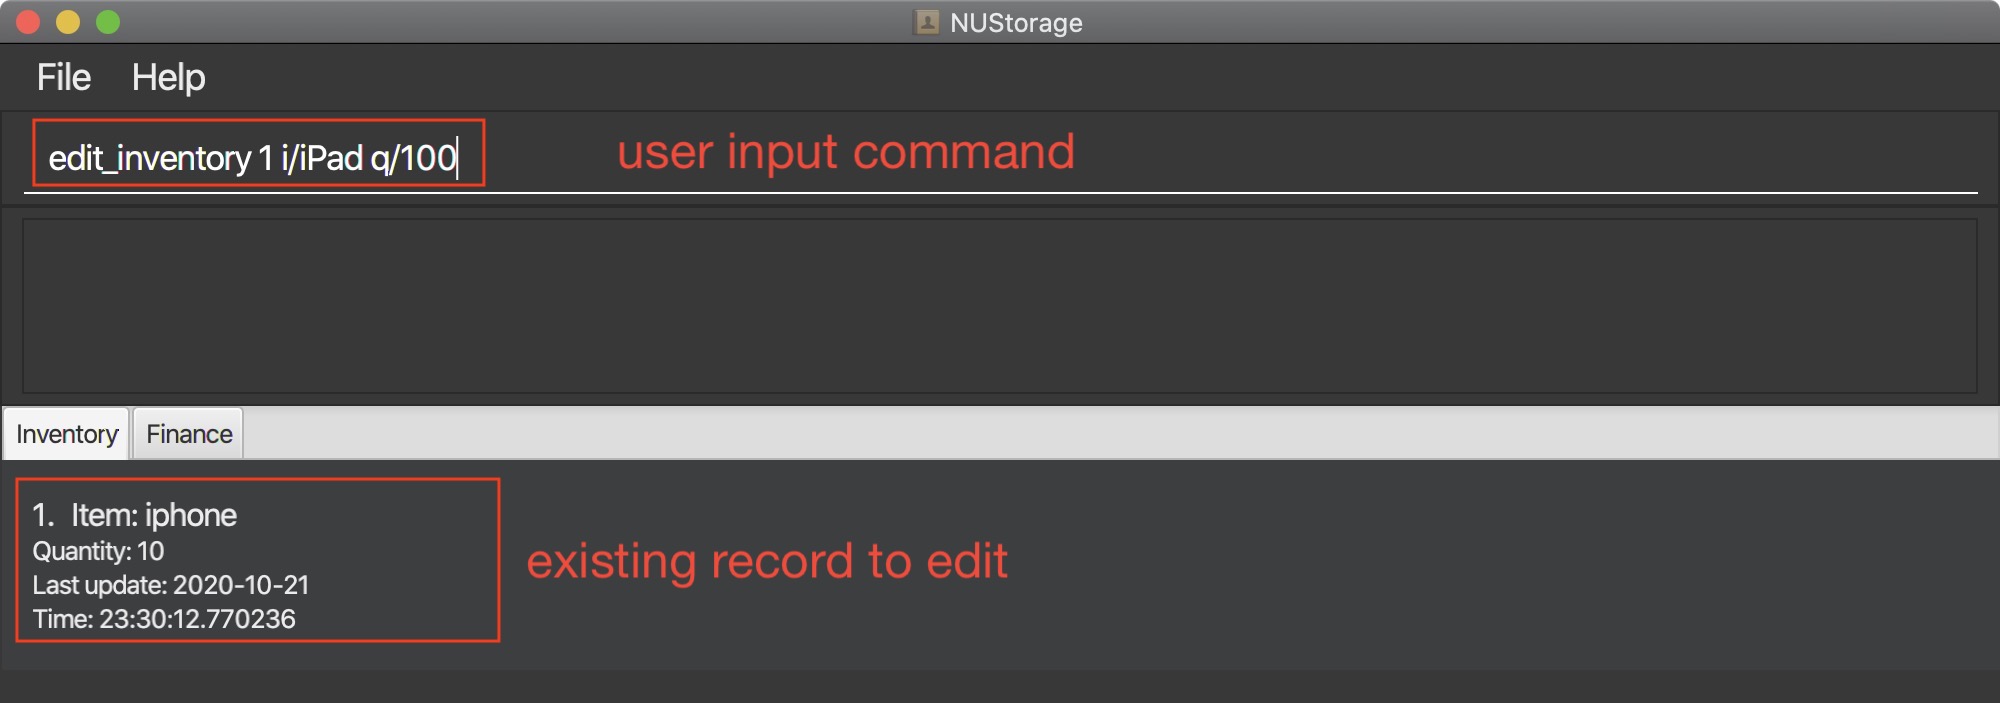 NUStorage
File Help
edit_inventory 1 i/iPad q/100
user input command
Inventory Finance
1. Item: iphone
Quantity: 10
Last update: 2020-10-21
Time: 23:30:12.770236
existing record to edit